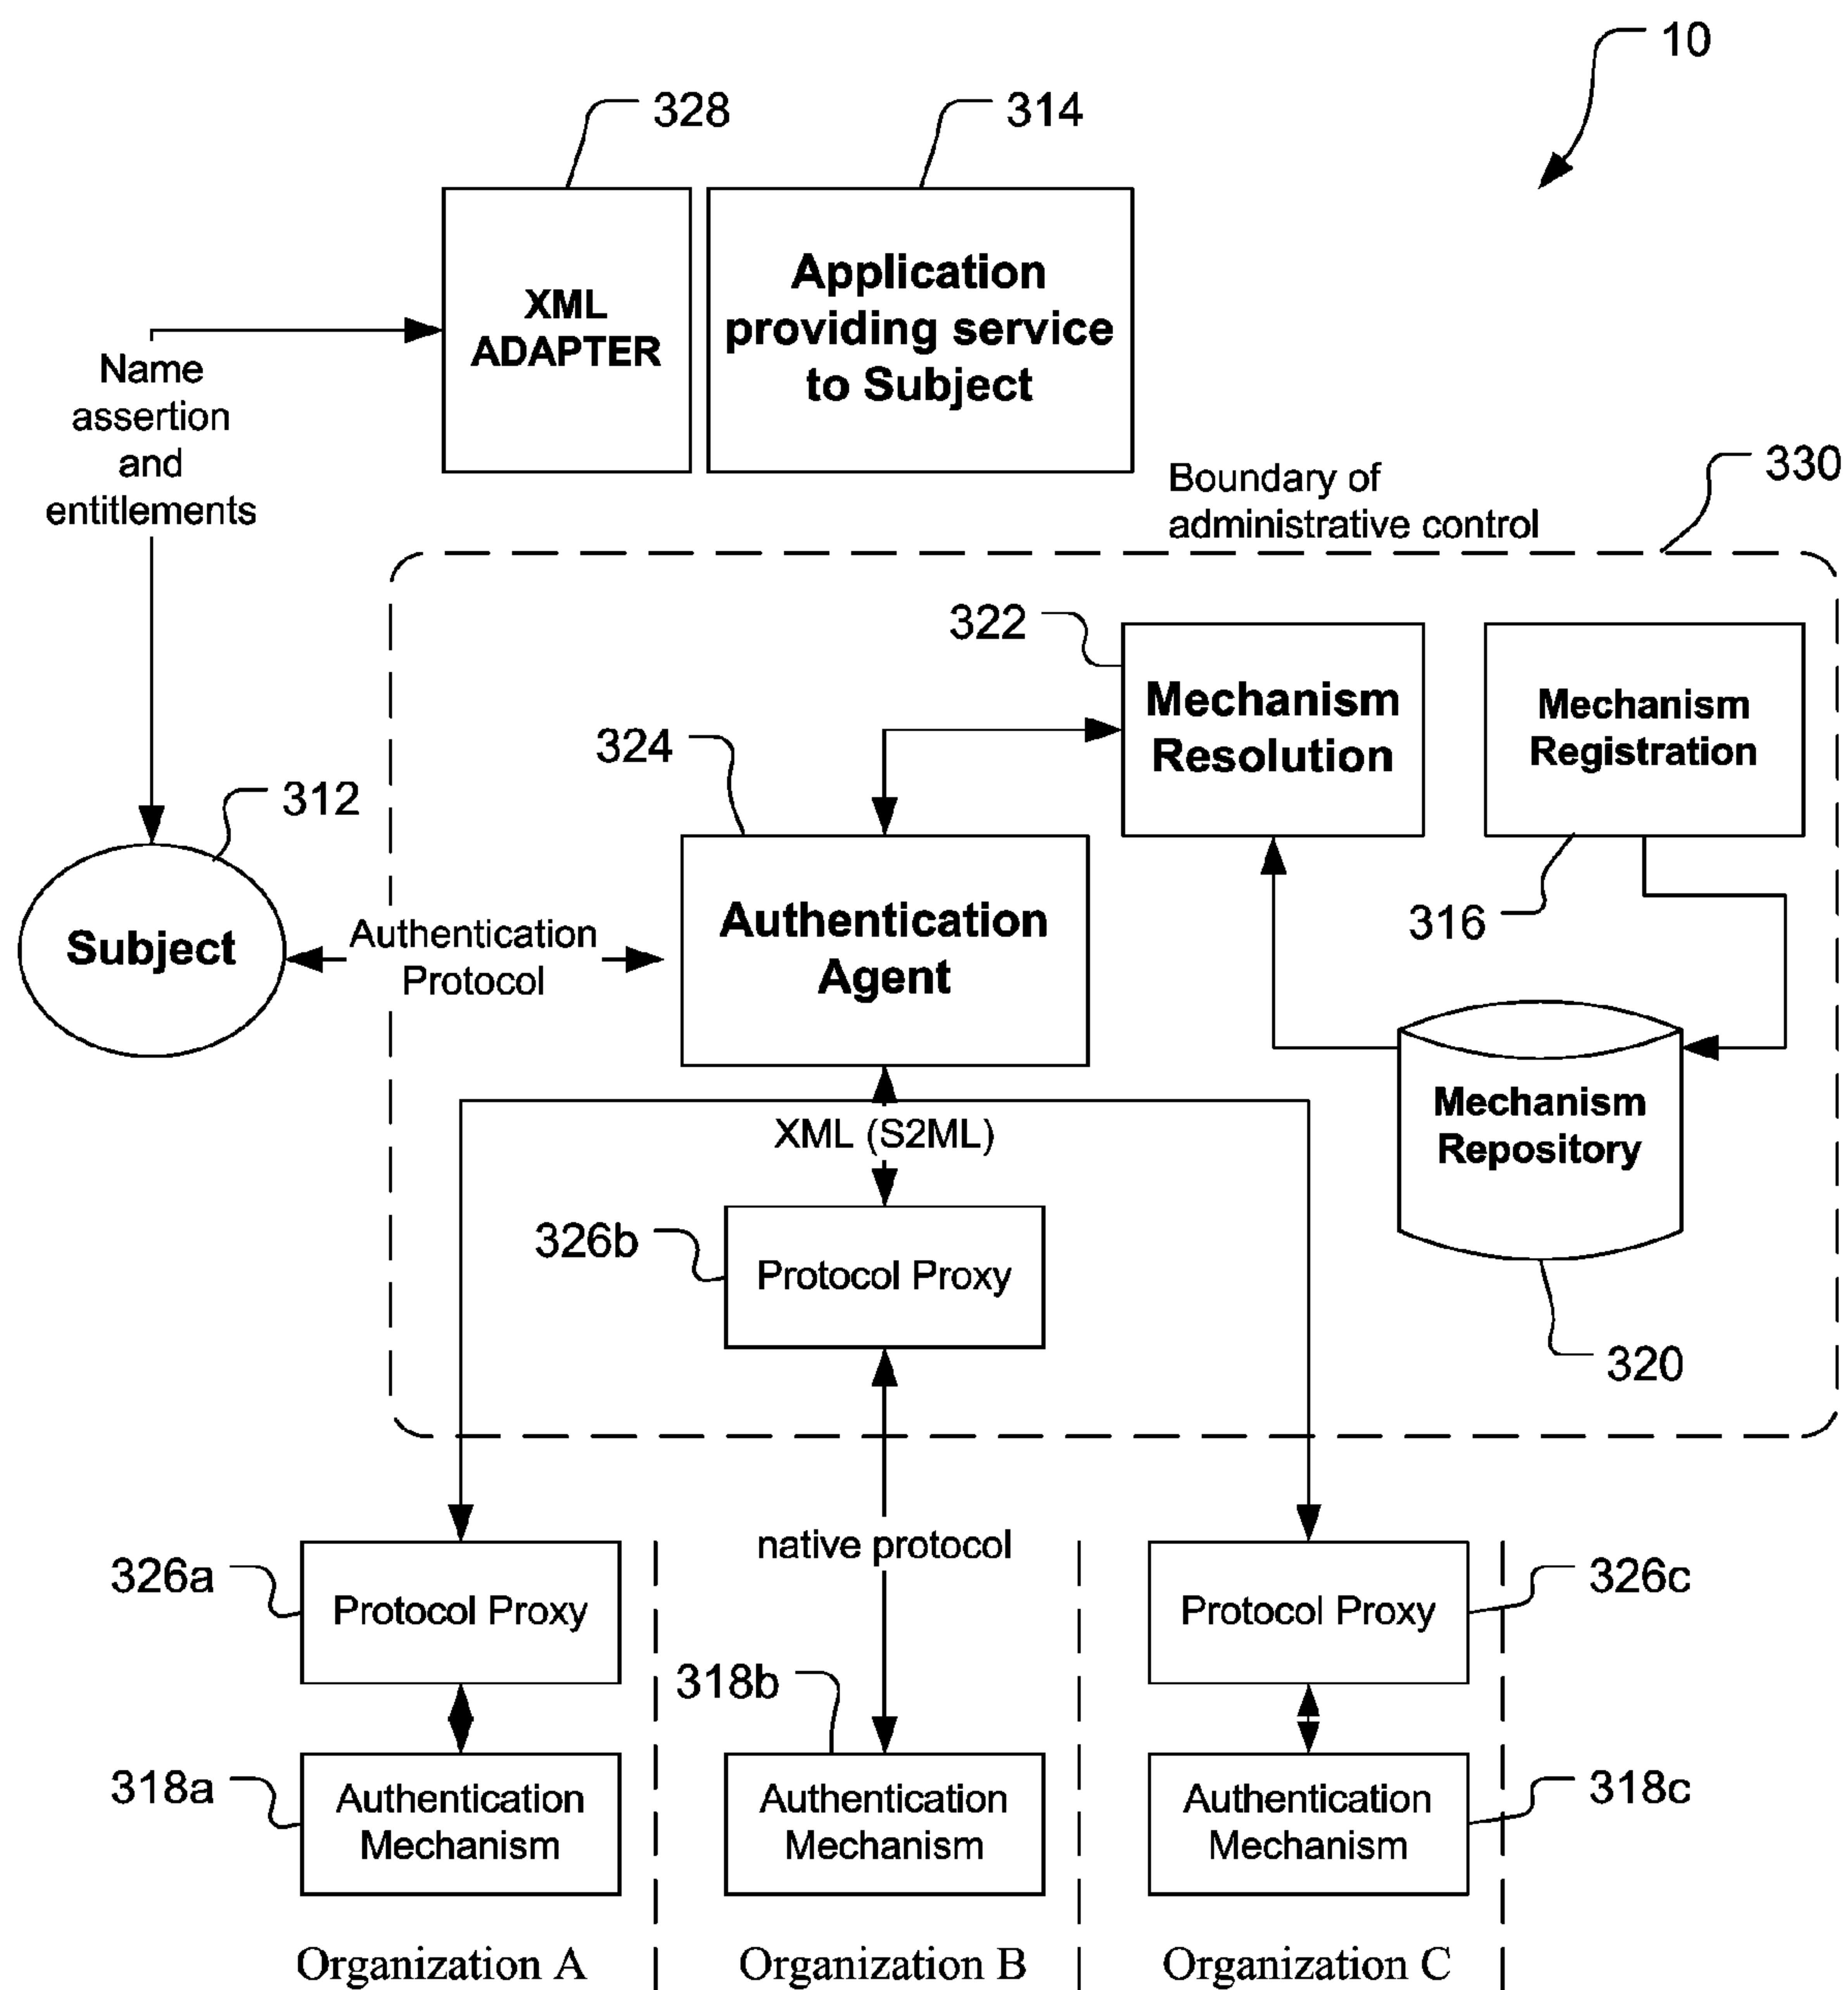 10
328
314
XML
ADAPTER
Application
providing service
to Subject
Name
assertion
and
entitlements
Boundary of
administrative control
330
322
Mechanism
Resolution
Mechanism
Registration
324
312
316
Subject
Authentication
Protocol
Authentication
Agent
Mechanism
Repository
XML (S2ML)
326b
Protocol Proxy
320
native protocol
326a
Protocol Proxy
Protocol Proxy
326c
318b
318a
Authentication
Mechanism
Authentication
Mechanism
Authentication
Mechanism
318c
Organization A
Organization B
Organization C